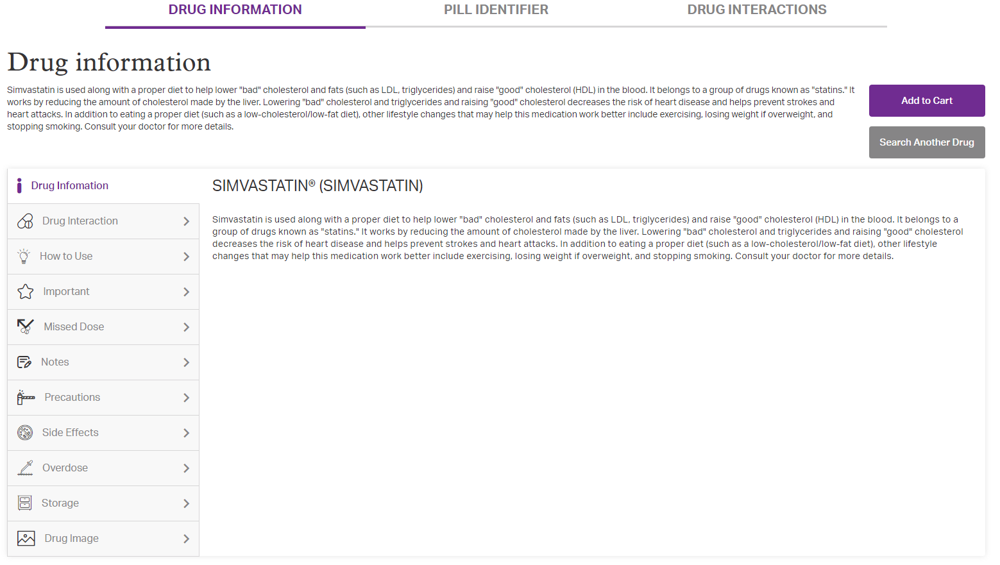 DRUG INFORMATION
PILL IDENTIFIER
DRUG INTERACTIONS
Drug information
Simvastatin is used along with a proper diet to help lower "bad" cholesterol and fats (such as LDL, triglycerides) and raise "good" cholesterol (HDL) in the blood. It belongs to a group of drugs known as "statins." It
works by reducing the amount of cholesterol made by the liver. Lowering "bad" cholesterol and triglycerides and raising "good" cholesterol decreases the risk of heart disease and helps prevent strokes and
heart attacks. In addition to eating a proper diet (such as a low-cholesterol/low-fat diet), other lifestyle changes that may help this medication work better include exercising, losing weight if overweight, and
stopping smoking. Consult your doctor for more details.
Add to Cart
Search Another Drug
Drug Infomation
Drug Interaction
How to Use
Important
Missed Dose
Notes
Precautions
Side Effects
Overdose
Storage
Drug Image
SIMVASTATIN® (SIMVASTATIN)
Simvastatin is used along with a proper diet to help lower "bad" cholesterol and fats (such as LDL, triglycerides) and raise "good" cholesterol (HDL) in the blood. It belongs to a
group of drugs known as "statins." It works by reducing the amount of cholesterol made by the liver. Lowering "bad" cholesterol and triglycerides and raising "good" cholesterol
decreases the risk of heart disease and helps prevent strokes and heart attacks. In addition to eating a proper diet (such as a low-cholesterol/low-fat diet), other lifestyle
changes that may help this medication work better include exercising, losing weight if overweight, and stopping smoking. Consult your doctor for more details.